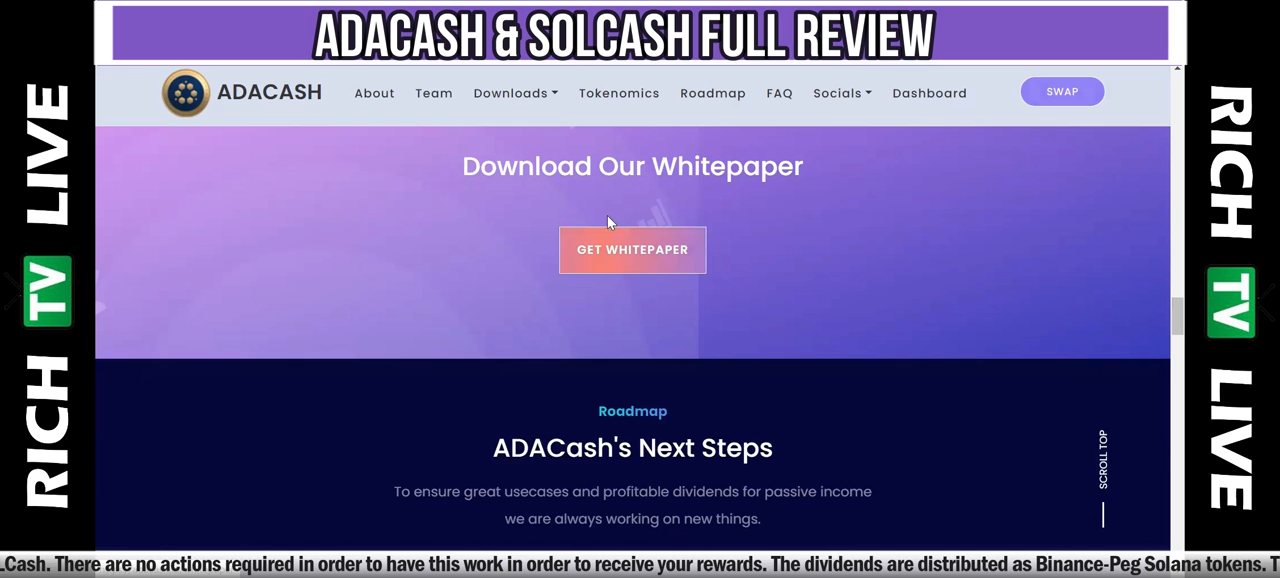 ADACASH & SOLCASH FULL REVIEW
ADACASH
About Team Downloads Tokenomics Roadmap FAQ Socials Dashboard
SWAP
Download Our Whitepaper
GET WHITEPAPER
Roadmap
ADACash's Next Steps
To ensure great usecases and profitable dividends for passive income
we are always working on new things.
SCROLL TOP
RICH TV LIVE
RICH TV LIVE
.Cash. There are no actions required in order to have this work in order to receive your rewards. The dividends are distributed as Binance-Peg Solana tokens. T